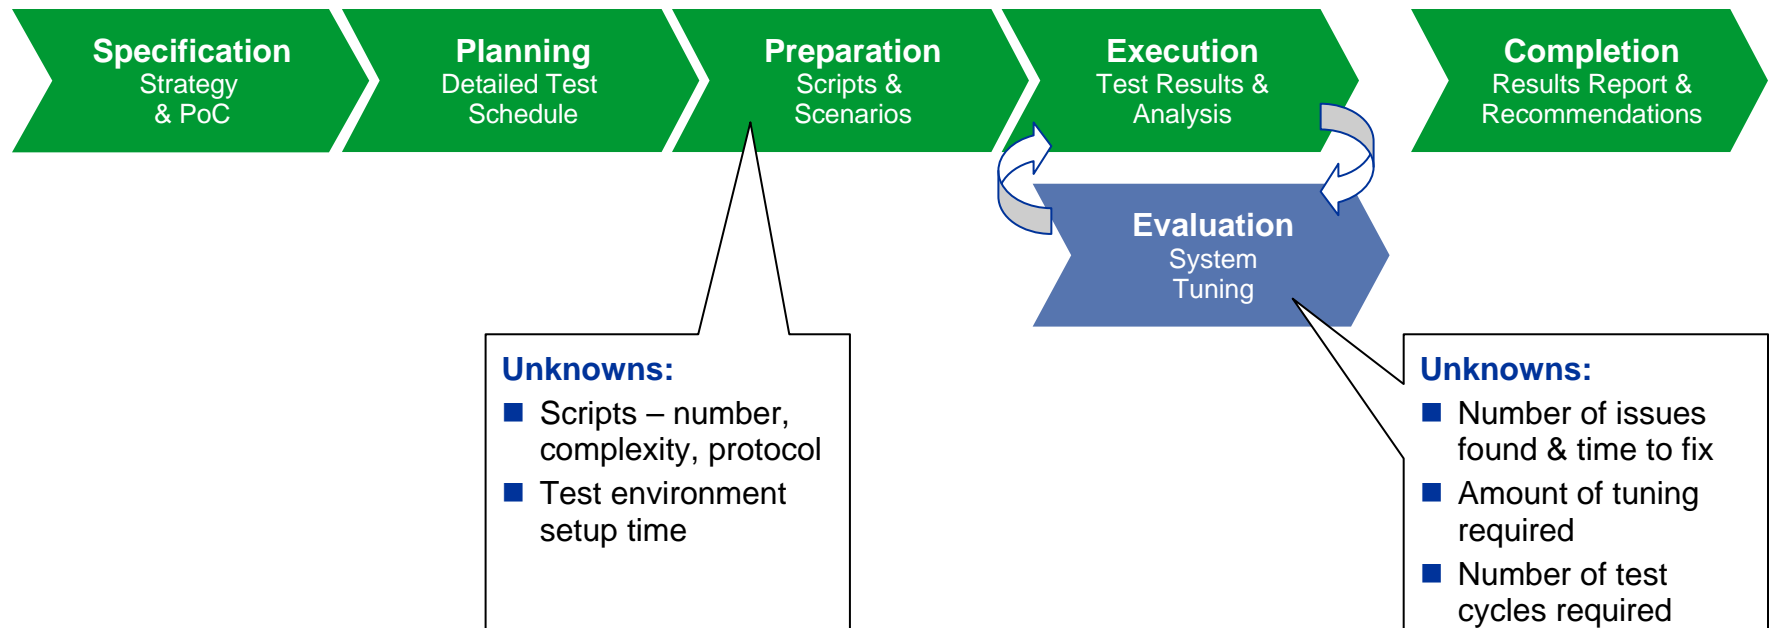 Specification
Strategy
& PoC
Planning
Detailed Test
Schedule
Preparation
Scripts &
Scenarios
Execution
Test Results &
Analysis
Completion
Results Report &
Recommendations
Evaluation
System
Tuning
Unknowns:
Scripts – number,
complexity, protocol
Test environment
setup time
Unknowns:
Number of issues
found & time to fix
Amount of tuning
required
Number of test
cycles required